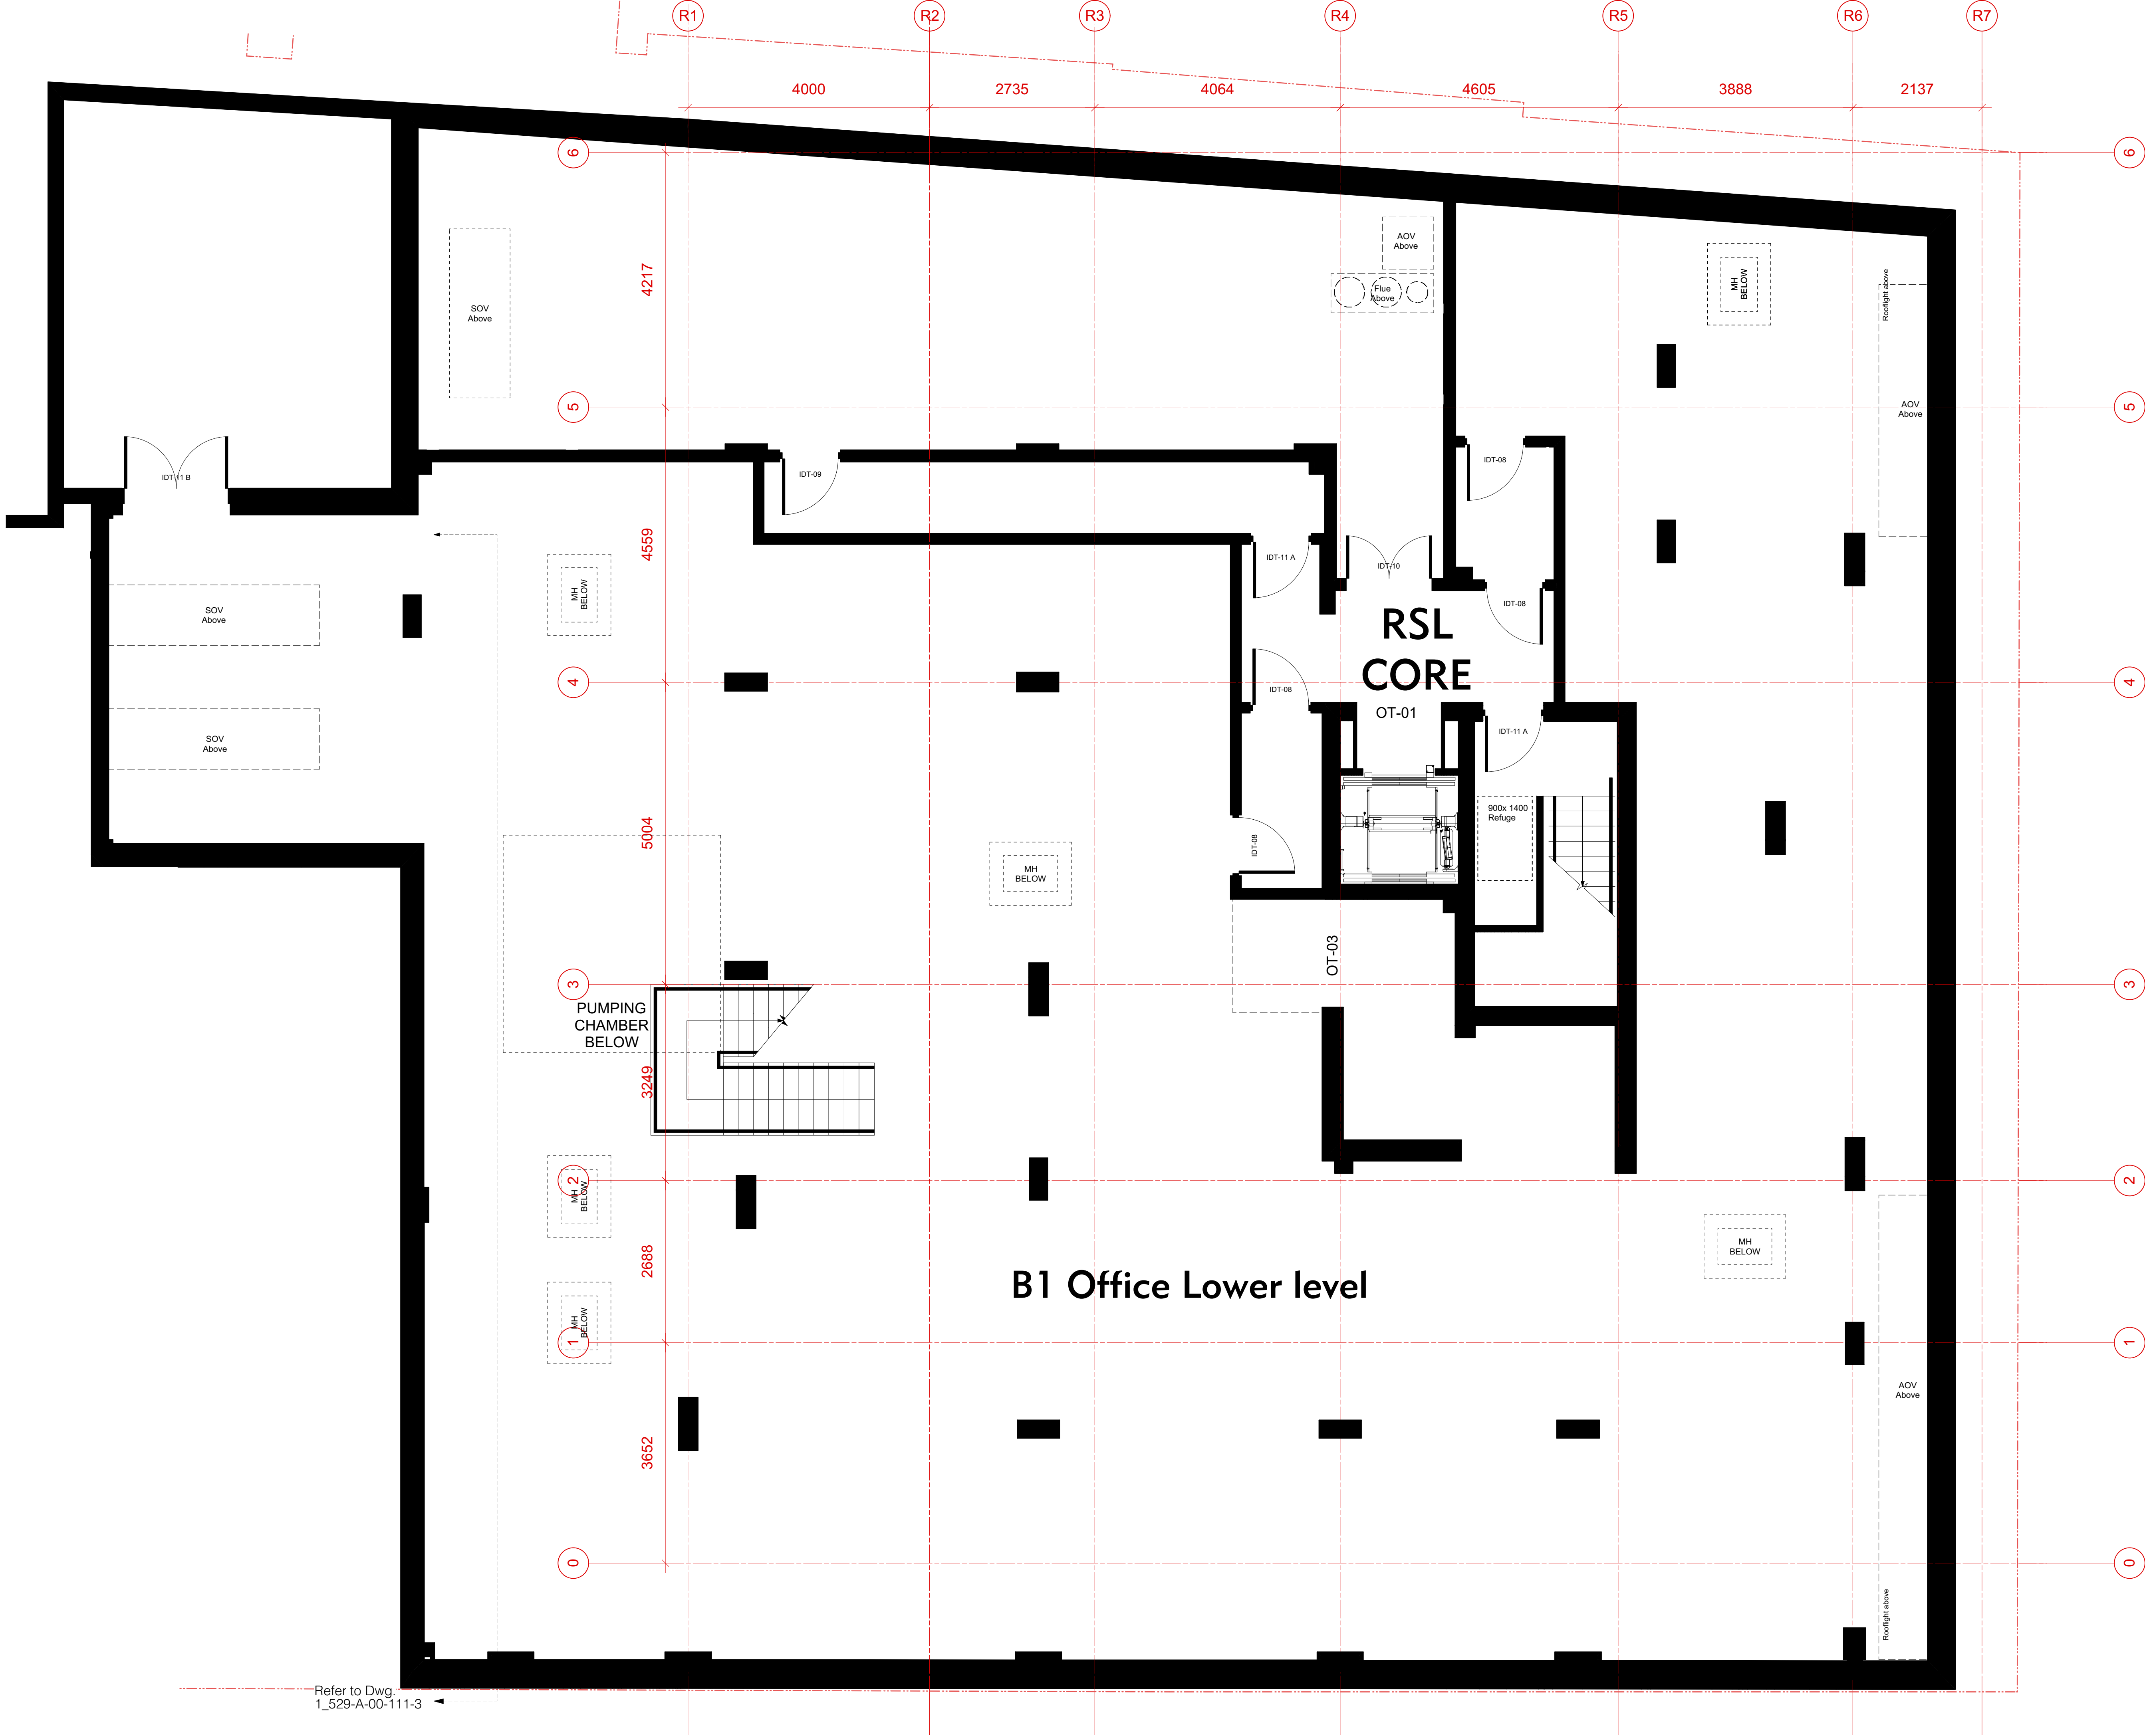 R1
R2
R3
R4
R5
R6
R7
4000
2735
4064
4605
3888
2137
6
6
AOV
Above
MH
BELOW
Rooflight above
4217
SOV
Above
Flue
Above
5
5
AOV
Above
IDT-11 B
IDT-09
IDT-08
4559
IDT-11 A
IDT-10
MH
BELOW
SOV
Above
IDT-08
RSL
CORE
4
4
IDT-08
OT-01
SOV
Above
IDT-11 A
900x 1400
Refuge
5004
IDT-08
MH
BELOW
OT-03
3
3
PUMPING
CHAMBER
BELOW
3249
2
2
MH
BELOW
2688
MH
BELOW
B1 Office Lower level
MH
BELOW
1
1
AOV
Above
3652
0
0
Rooflight above
Refer to Dwg.
1_529-A-00-111-3